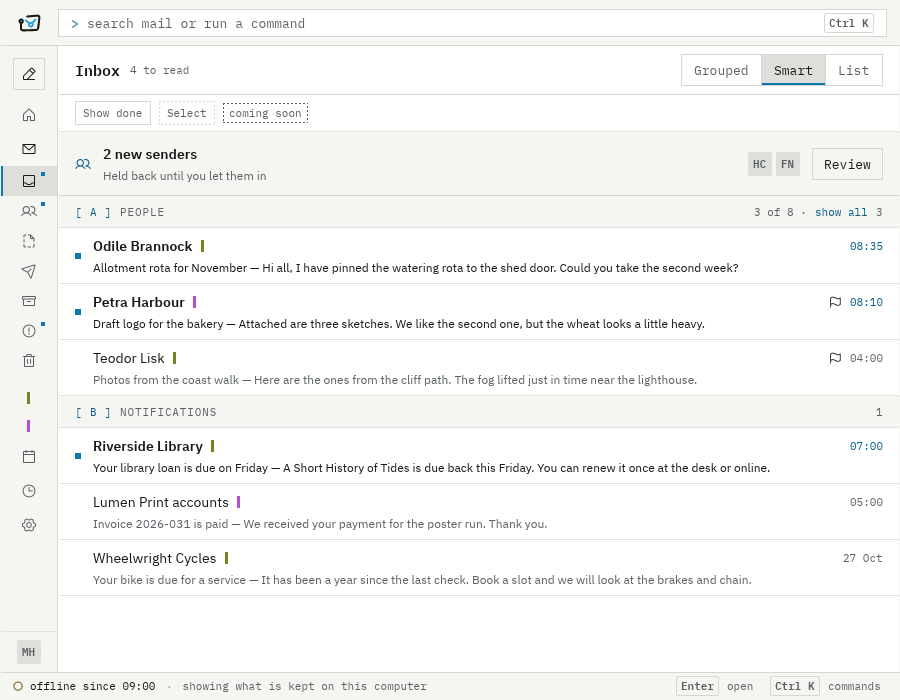 > search mail or run a command Ctrl K
Inbox 4 to read Grouped Smart List
Show done Select coming soon
2 new senders
Held back until you let them in
HC FN Review
[ A ] PEOPLE 3 of 8 · show all 3
Odile Brannock 08:35
Allotment rota for November — Hi all, I have pinned the watering rota to the shed door. Could you take the second week?
Petra Harbour 08:10
Draft logo for the bakery — Attached are three sketches. We like the second one, but the wheat looks a little heavy.
Teodor Lisk 04:00
Photos from the coast walk — Here are the ones from the cliff path. The fog lifted just in time near the lighthouse.
[ B ] NOTIFICATIONS 1
Riverside Library 07:00
Your library loan is due on Friday — A Short History of Tides is due back this Friday. You can renew it once at the desk or online.
Lumen Print accounts 05:00
Invoice 2026-031 is paid — We received your payment for the poster run. Thank you.
Wheelwright Cycles 27 Oct
Your bike is due for a service — It has been a year since the last check. Book a slot and we will look at the brakes and chain.
MH
offline since 09:00 · showing what is kept on this computer Enter open Ctrl K commands